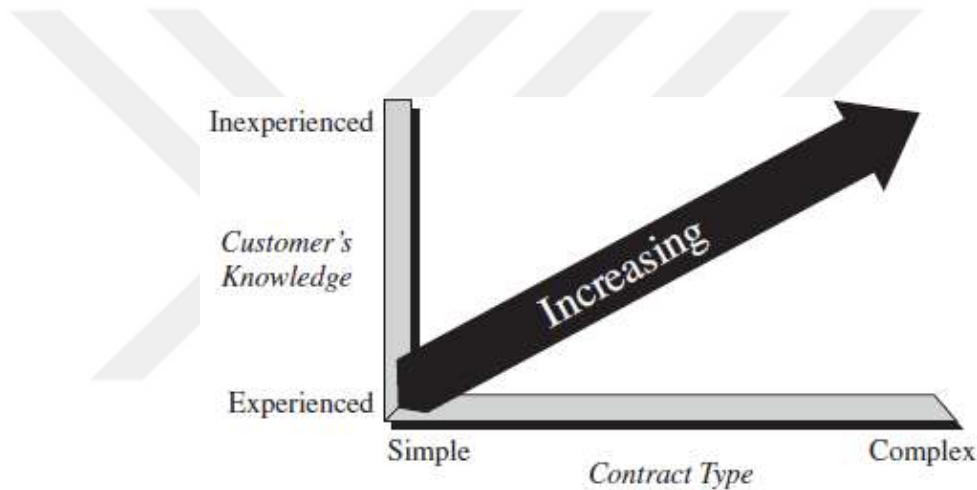 Inexperienced
Customer's
Knowledge
Increasing
Experienced
Simple
Complex
Contract Type